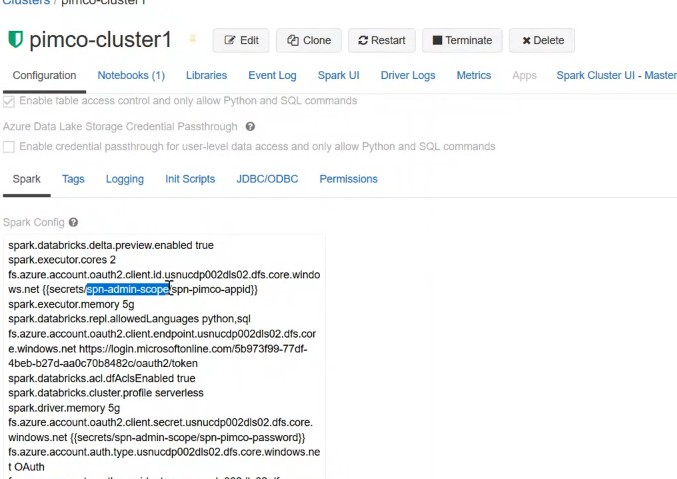 Clusters / pimco-cluster1
pimco-cluster1
Edit Clone Restart Terminate Delete
Configuration Notebooks (1) Libraries Event Log Spark UI Driver Logs Metrics Apps Spark Cluster UI - Master
Enable table access control and only allow Python and SQL commands
Azure Data Lake Storage Credential Passthrough
Enable credential passthrough for user-level data access and only allow Python and SQL commands
Spark Tags Logging Init Scripts JDBC/ODBC Permissions
Spark Config
spark.databricks.delta.preview.enabled true
spark.executor.cores 2
fs.azure.account.oauth2.client.id.usnucdp002dls02.dfs.core.windo
ws.net {{secrets/spn-admin-scope/spn-pimco-appid}}
spark.executor.memory 5g
spark.databricks.repl.allowedLanguages python,sql
fs.azure.account.oauth2.client.endpoint.usnucdp002dls02.dfs.cor
e.windows.net https://login.microsoftonline.com/5b973f99-77df-
4beb-b27d-aa0c70b8482c/oauth2/token
spark.databricks.acl.dfAclsEnabled true
spark.databricks.cluster.profile serverless
spark.driver.memory 5g
fs.azure.account.oauth2.client.secret.usnucdp002dls02.dfs.core.
windows.net {{secrets/spn-admin-scope/spn-pimco-password}}
fs.azure.account.auth.type.usnucdp002dls02.dfs.core.windows.ne
t OAuth